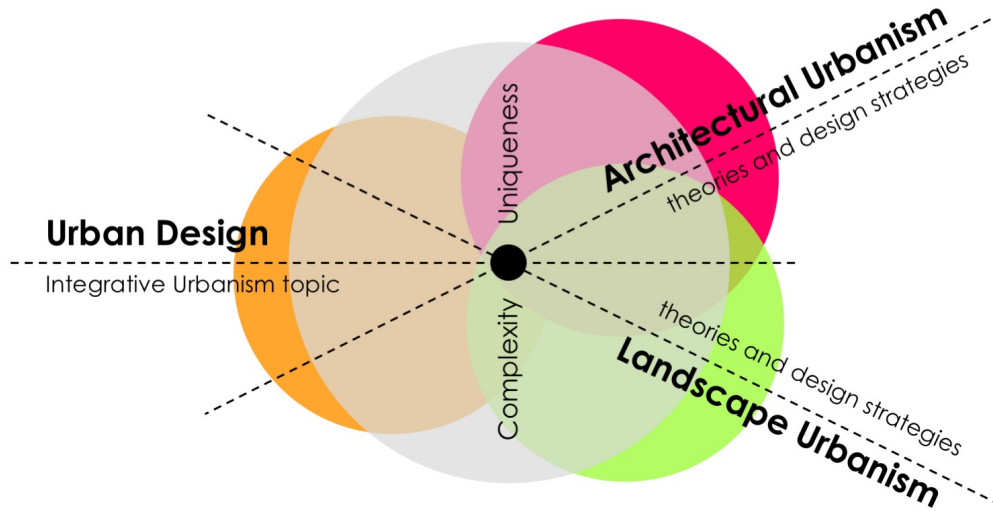 Urban Design
Integrative Urbanism topic
Uniqueness
Complexity
Architectural Urbanism
theories and design strategies
theories and design strategies
Landscape Urbanism